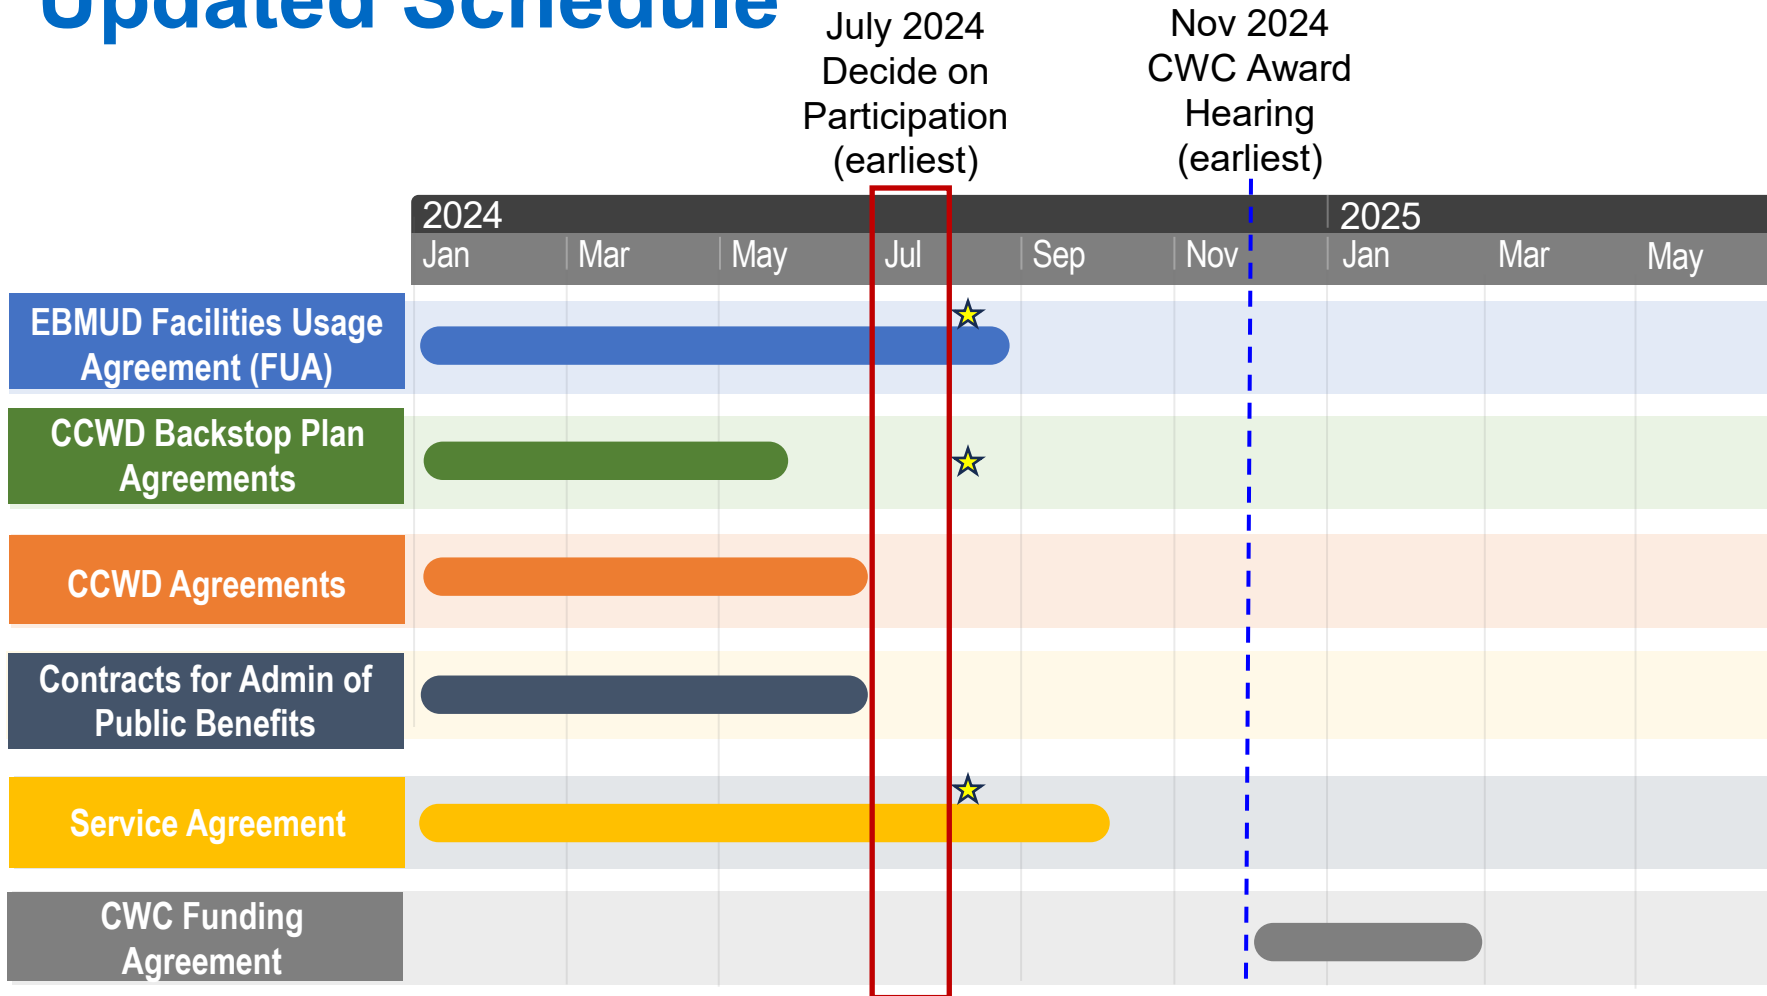 Updated Schedule
July 2024
Decide on
Participation
(earliest)
Nov 2024
CWC Award
Hearing
(earliest)
2024
2025
Jan
Mar
May
Jul
Sep
Nov
Jan
Mar
May
EBMUD Facilities Usage
Agreement (FUA)
CCWD Backstop Plan
Agreements
CCWD Agreements
Contracts for Admin of
Public Benefits
Service Agreement
CWC Funding
Agreement